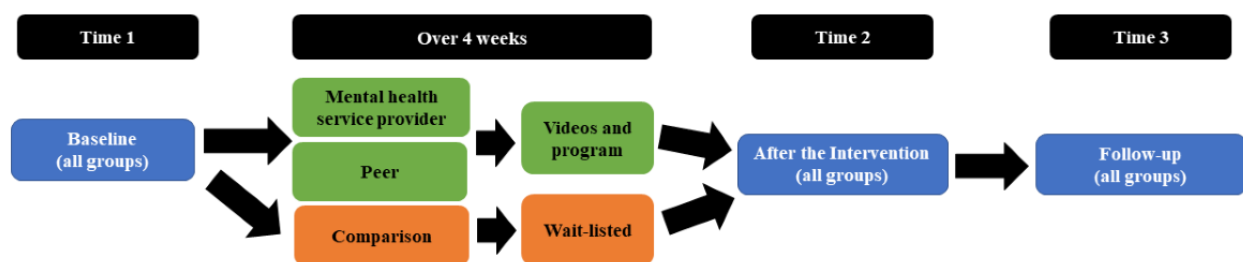 Time 1
Over 4 weeks
Time 2
Time 3
Baseline
(all groups)
Mental health
service provider
Peer
Comparison
Videos and
program
Wait-listed
After the Intervention
(all groups)
Follow-up
(all groups)